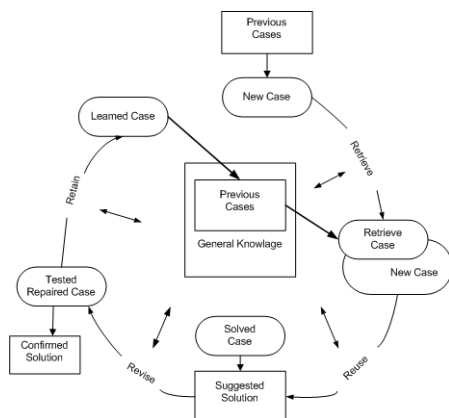 Previous
Cases
New Case
Learned Case
Retrieve
Retain
Previous
Cases
General Knowlage
Retrieve
Case
New Case
Tested
Repaired Case
Solved
Case
Confirmed
Solution
Revise
Suggested
Solution
Reuse